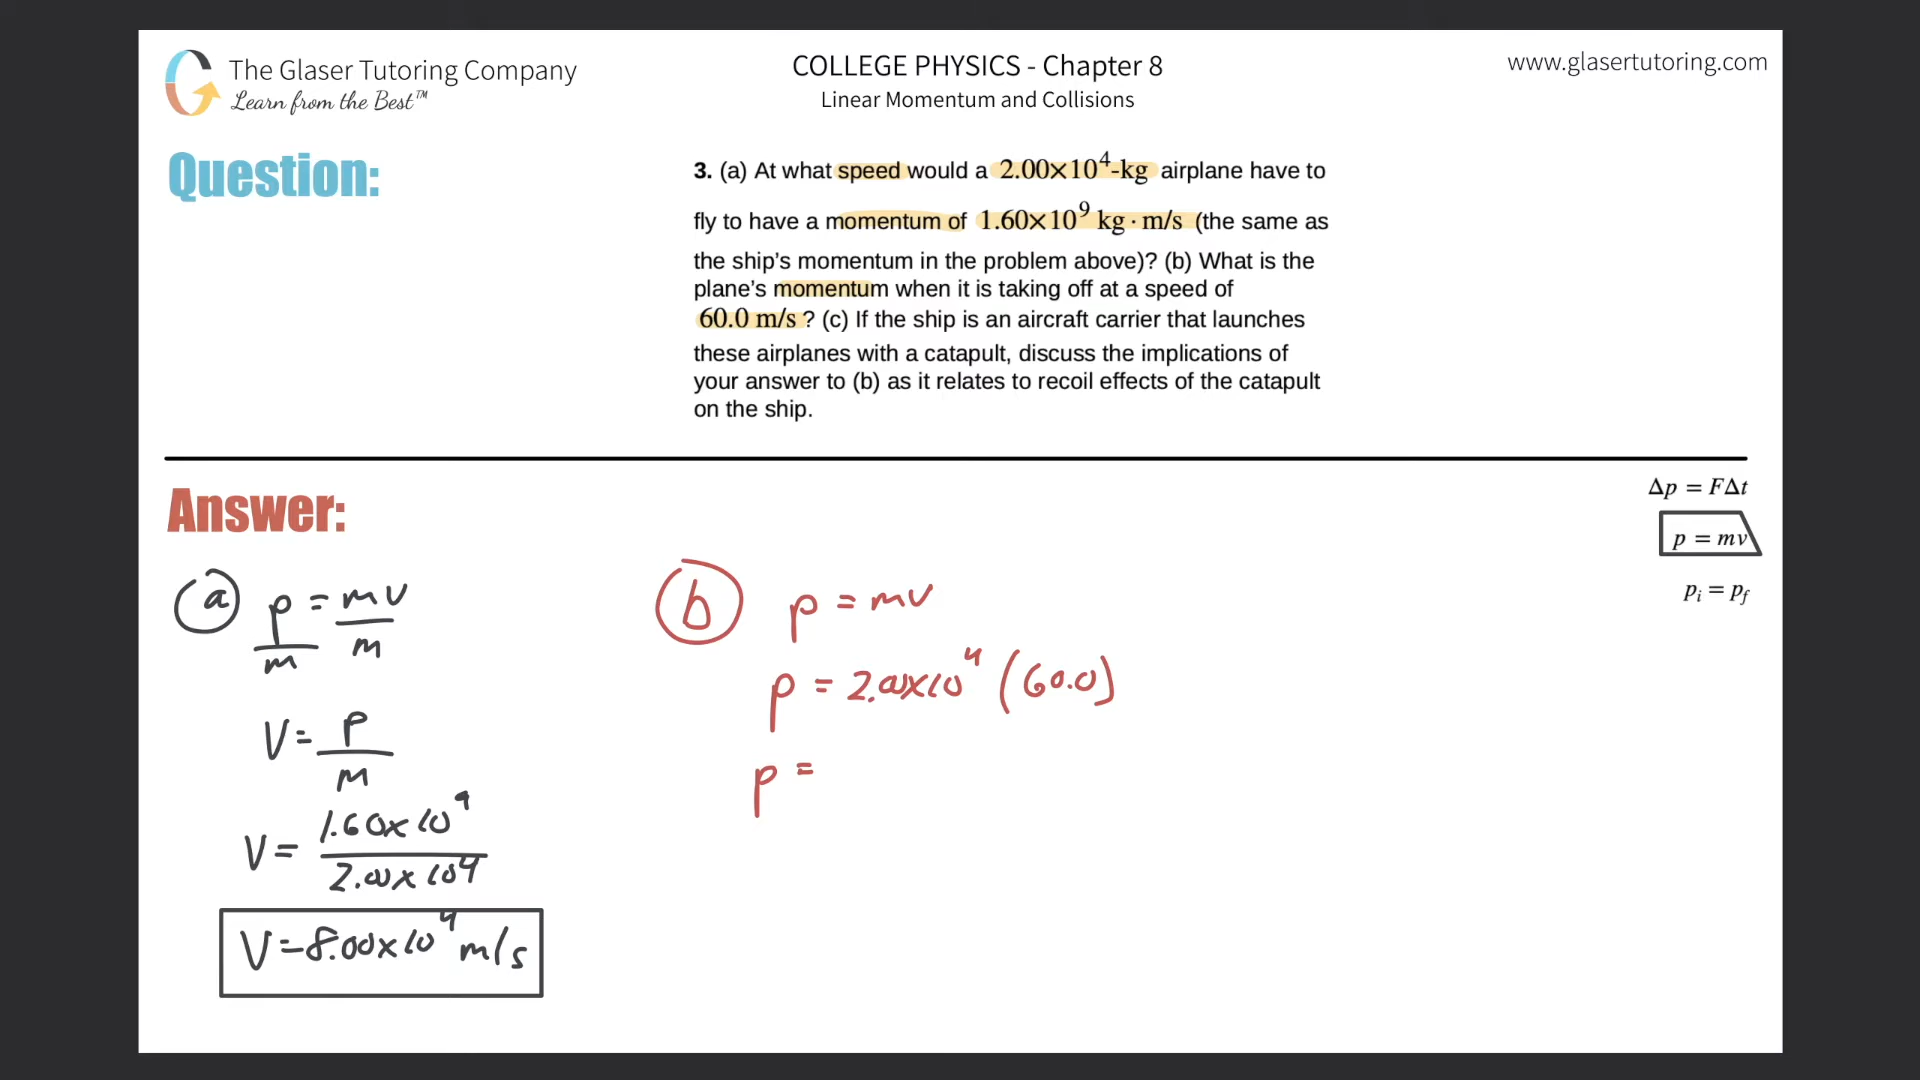 The Glaser Tutoring Company
Learn from the Best™
COLLEGE PHYSICS - Chapter 8
Linear Momentum and Collisions
www.glasertutoring.com
Question:
3. (a) At what speed would a 2.00×10⁴-kg airplane have to
fly to have a momentum of 1.60×10⁹ kg · m/s (the same as
the ship's momentum in the problem above)? (b) What is the
plane's momentum when it is taking off at a speed of
60.0 m/s ? (c) If the ship is an aircraft carrier that launches
these airplanes with a catapult, discuss the implications of
your answer to (b) as it relates to recoil effects of the catapult
on the ship.
Answer:
Δp = FΔt
p = mv
pᵢ = p_f
a p/m = mv/m
V = P/m
V = 1.60x10⁹/2.00x10⁴
V = 8.00x10⁴ m/s
b p = mv
p = 2.00x10⁴ (60.0)
p =